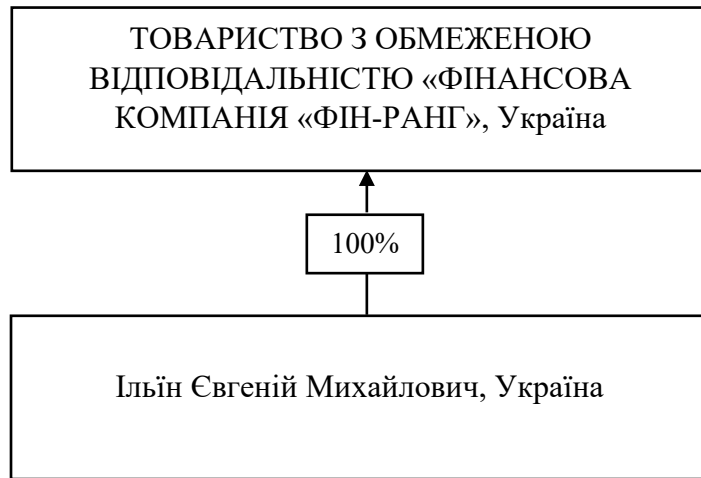 ТОВАРИСТВО З ОБМЕЖЕНОЮ
ВІДПОВІДАЛЬНІСТЮ «ФІНАНСОВА
КОМПАНІЯ «ФІН-РАНГ», Україна
100%
Ільїн Євгеній Михайлович, Україна